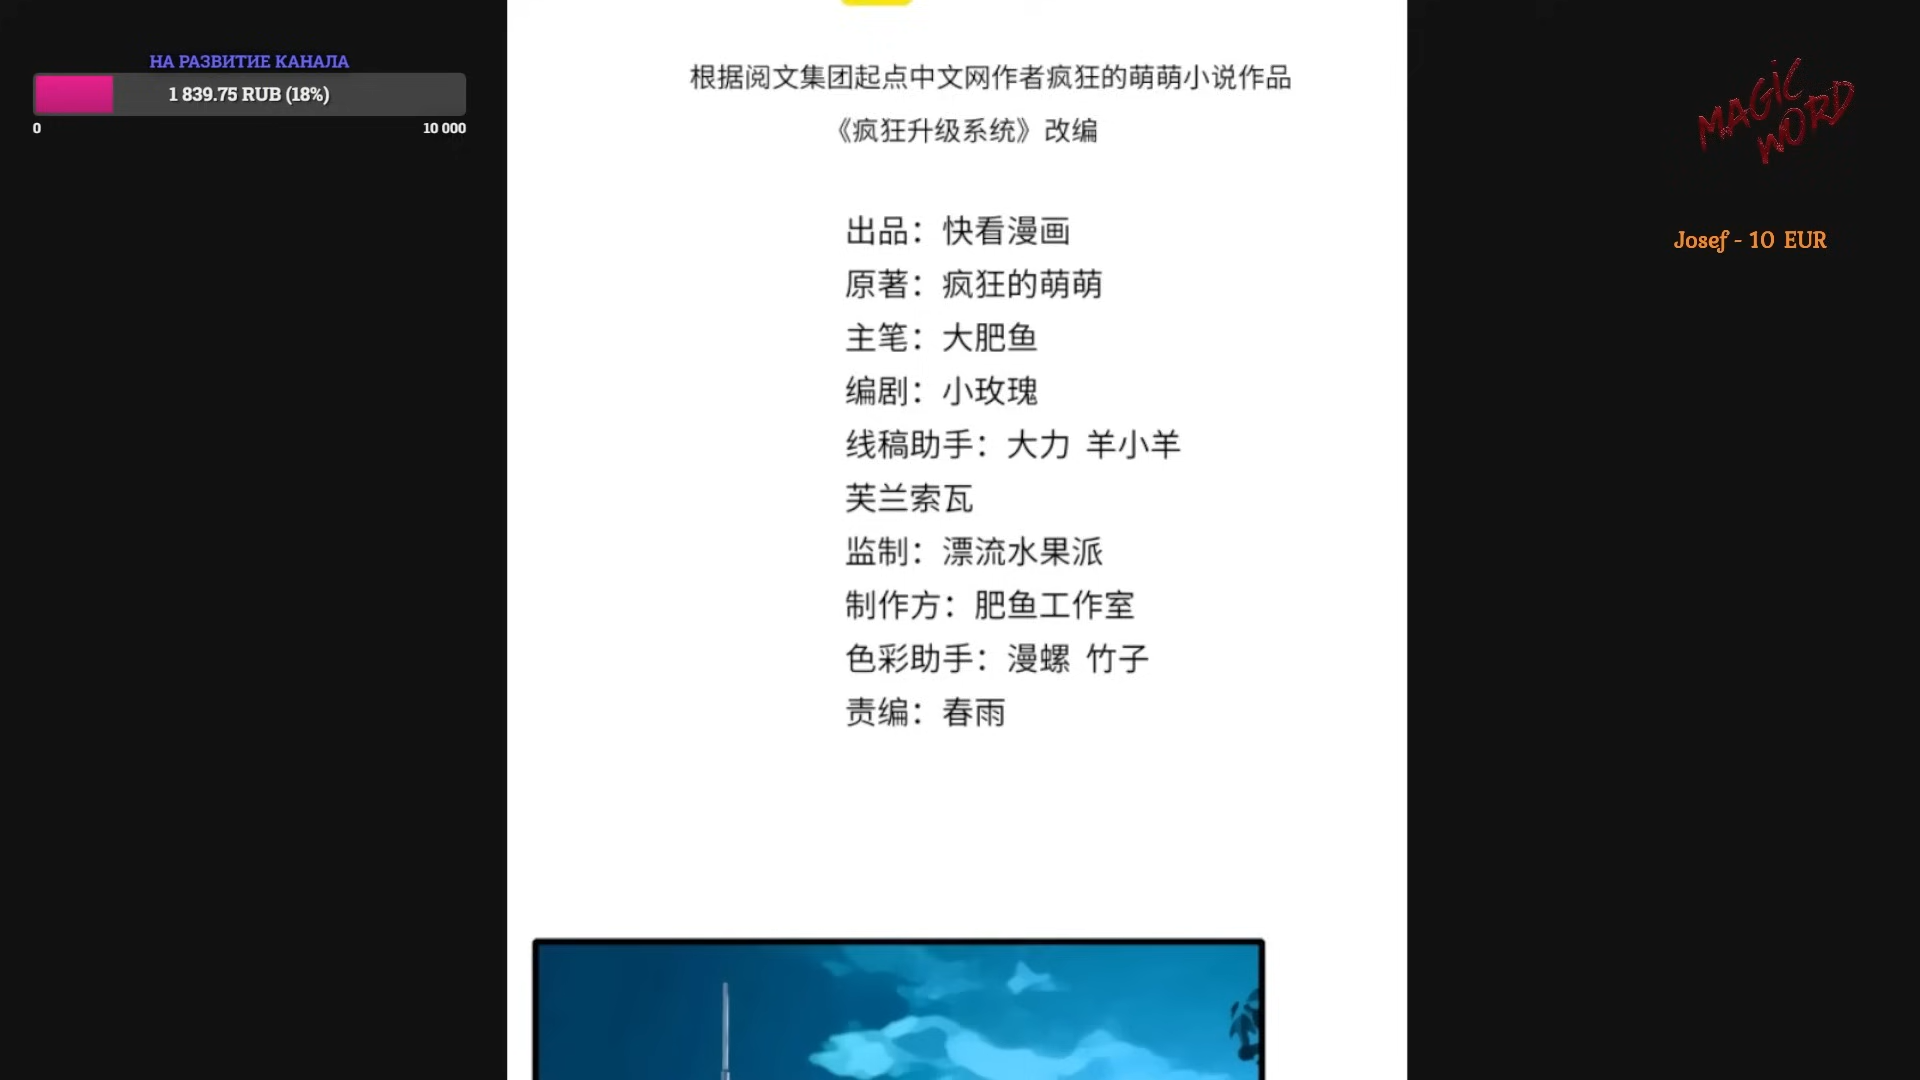 НА РАЗВИТИЕ КАНАЛА
1 839.75 RUB (18%)
0
10 000
根据阅文集团起点中文网作者疯狂的萌萌小说作品
《疯狂升级系统》改编
出品：快看漫画
原著：疯狂的萌萌
主笔：大肥鱼
编剧：小玫瑰
线稿助手：大力 羊小羊
芙兰索瓦
监制：漂流水果派
制作方：肥鱼工作室
色彩助手：漫螺 竹子
责编：春雨
MAGIC
WORD
Josef - 10 EUR